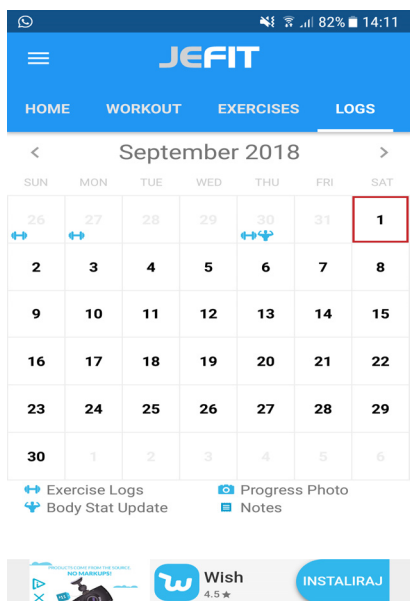 82% 14:11
JEFIT
HOME WORKOUT EXERCISES LOGS
< September 2018 >
SUN MON TUE WED THU FRI SAT
26 27 28 29 30 31 1
2 3 4 5 6 7 8
9 10 11 12 13 14 15
16 17 18 19 20 21 22
23 24 25 26 27 28 29
30 1 2 3 4 5 6
Exercise Logs Progress Photo
Body Stat Update Notes
PRODUCTS COME FROM THE SOURCE.
NO MARKUPS!
Wish
4.5★
INSTALIRAJ